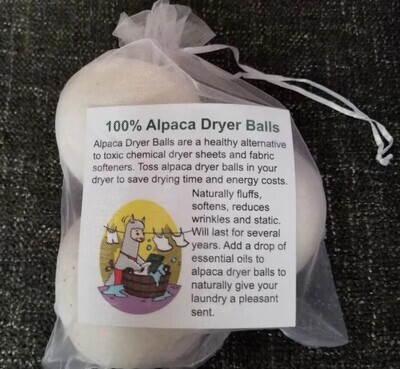 100% Alpaca Dryer Balls
Alpaca Dryer Balls are a healthy alternative
to toxic chemical dryer sheets and fabric
softeners. Toss alpaca dryer balls in your
dryer to save drying time and energy costs.
Naturally fluffs,
softens, reduces
wrinkles and static.
Will last for several
years. Add a drop of
essential oils to
alpaca dryer balls to
naturally give your
laundry a pleasant
sent.